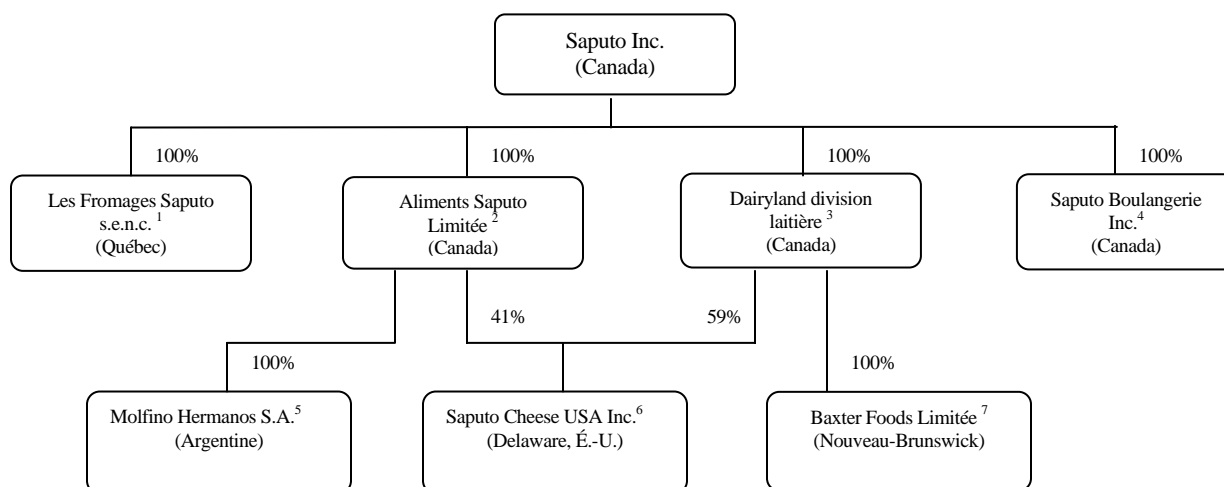 Saputo Inc.
(Canada)
100%
100%
100%
100%
Les Fromages Saputo
s.e.n.c. 1
(Québec)
Aliments Saputo
Limitée 2
(Canada)
Dairyland division
laitière 3
(Canada)
Saputo Boulangerie
Inc.4
(Canada)
41%
59%
100%
100%
Molfino Hermanos S.A.5
(Argentine)
Saputo Cheese USA Inc.6
(Delaware, É.-U.)
Baxter Foods Limitée 7
(Nouveau-Brunswick)